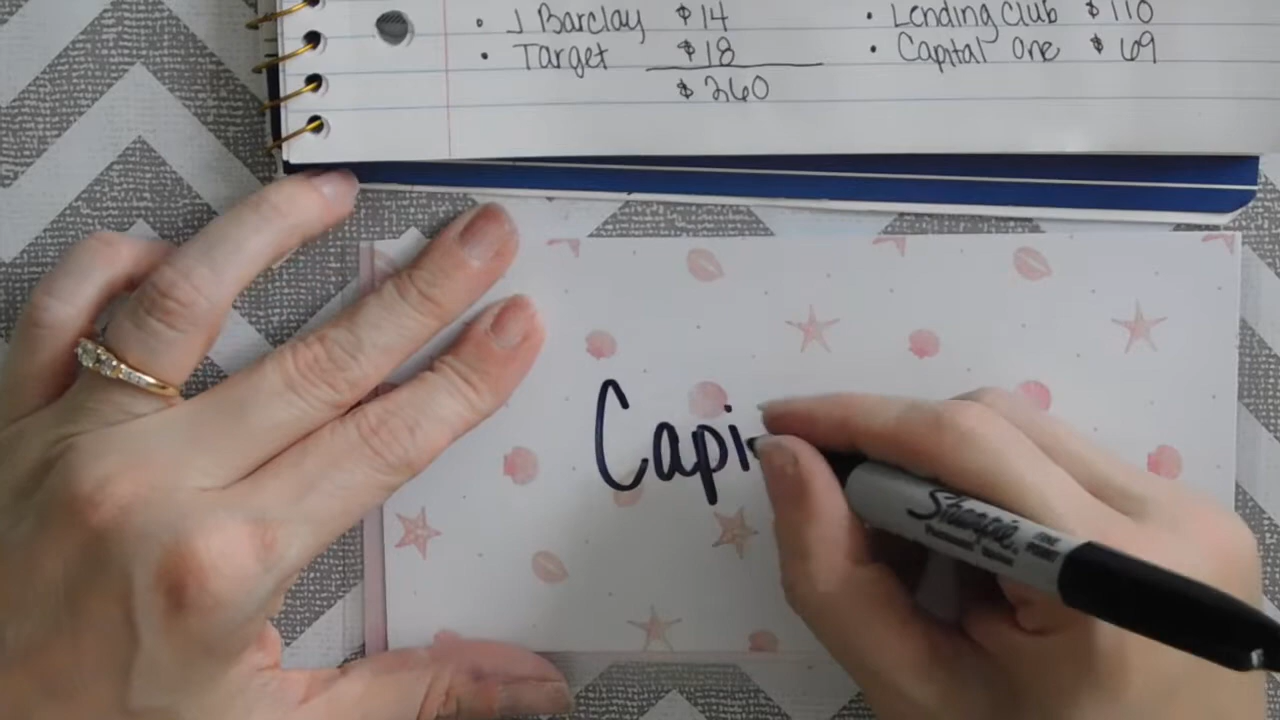 • J Barclay $14 • Lending Club $110
• Target $18 • Capital One $69
$260
Capi
Sharpie